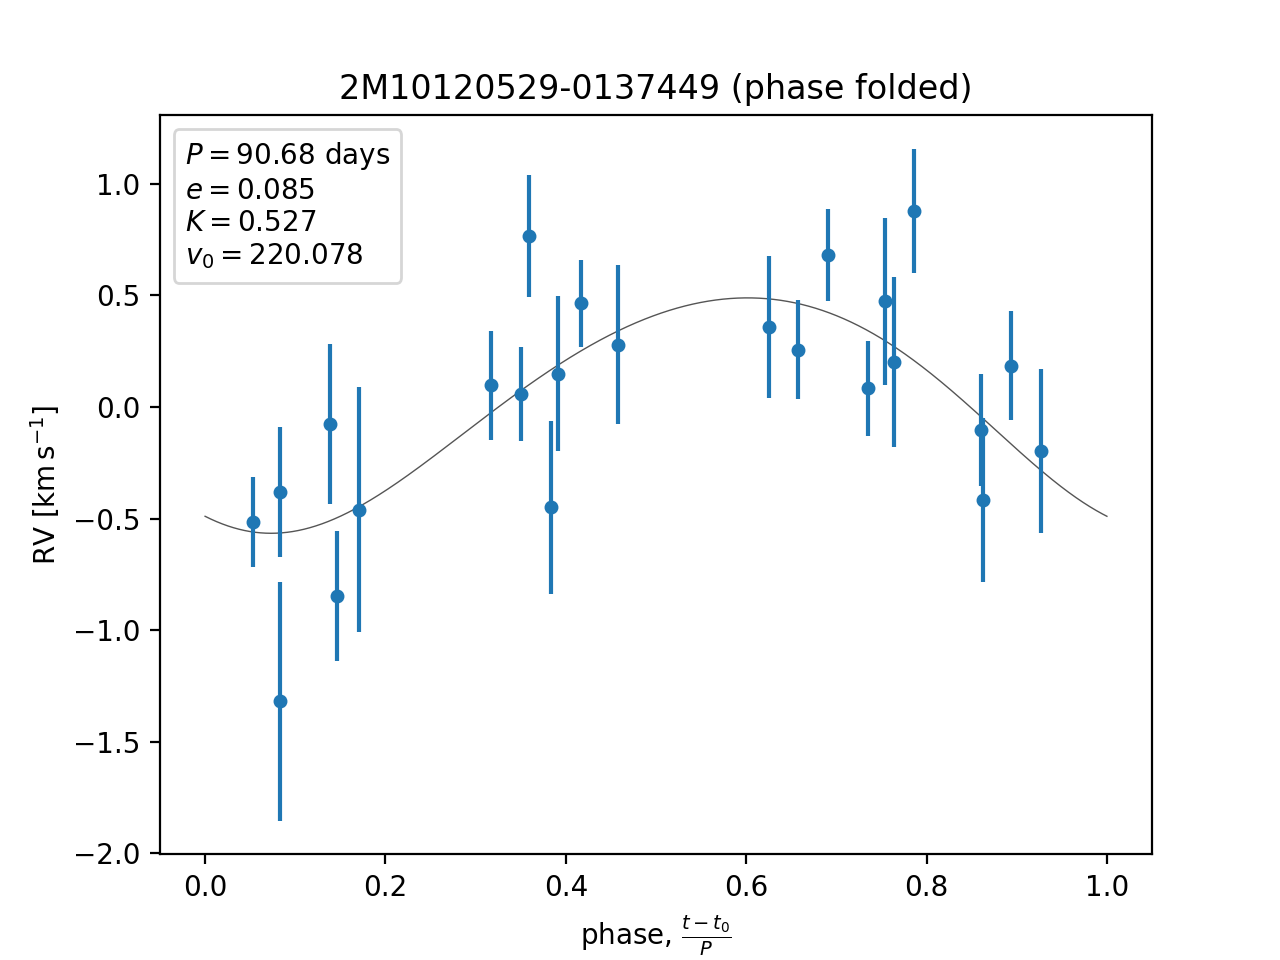 2M10120529-0137449 (phase folded)
P = 90.68 days
e = 0.085
K = 0.527
v₀ = 220.078
1.0
0.5
0.0
−0.5
−1.0
−1.5
−2.0
RV [km s⁻¹]
0.0 0.2 0.4 0.6 0.8 1.0
phase, (t − t₀)/P